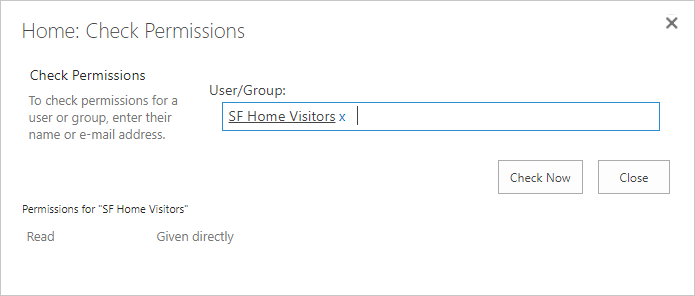 Home: Check Permissions
Check Permissions
To check permissions for a
user or group, enter their
name or e-mail address.
User/Group:
SF Home Visitors x
Check Now
Close
Permissions for "SF Home Visitors"
Read Given directly